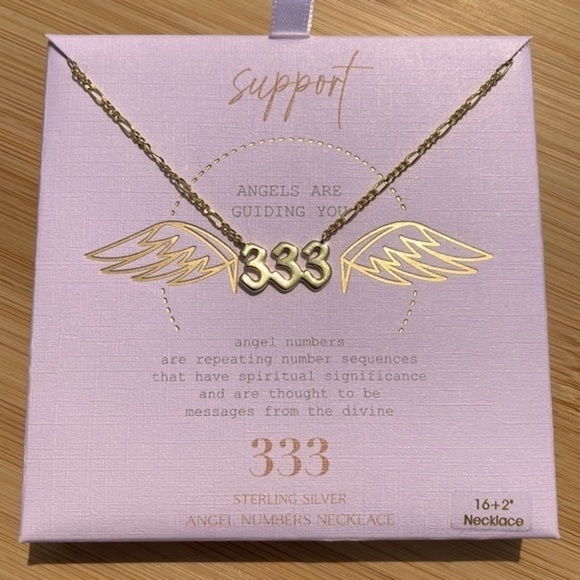 support
ANGELS ARE
GUIDING YOU
333
angel numbers
are repeating number sequences
that have spiritual significance
and are thought to be
messages from the divine
333
STERLING SILVER
ANGEL NUMBERS NECKLACE
16+2"
Necklace